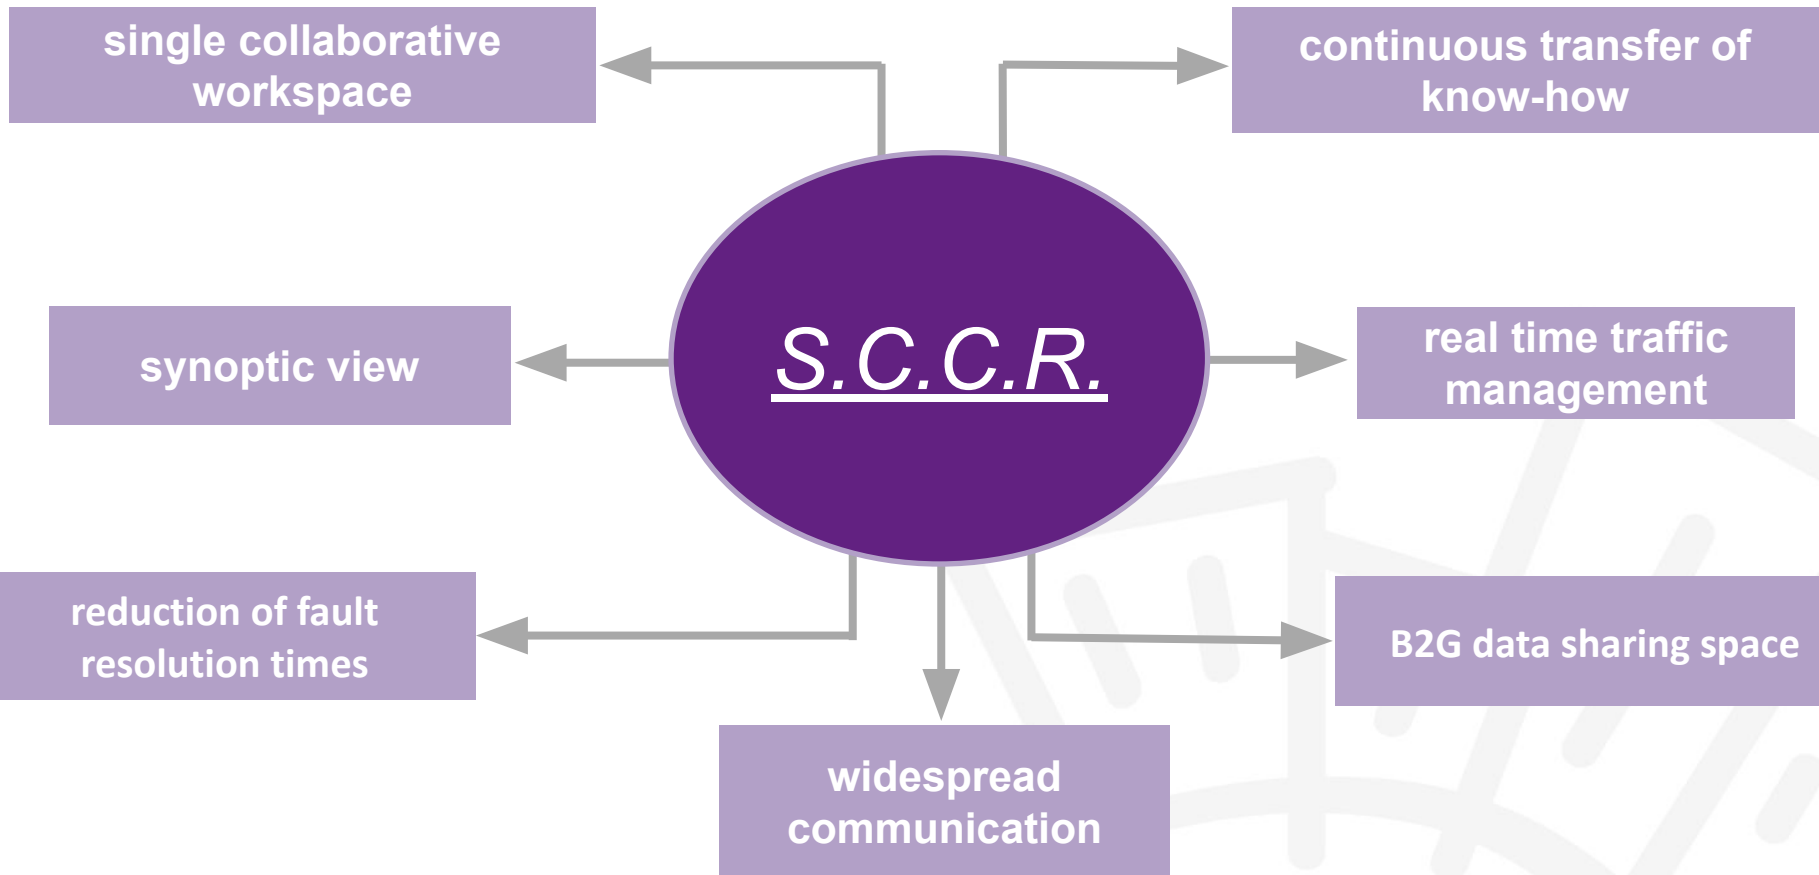 single collaborative
workspace
continuous transfer of
know-how
S.C.C.R.
synoptic view
real time traffic
management
reduction of fault
resolution times
B2G data sharing space
widespread
communication